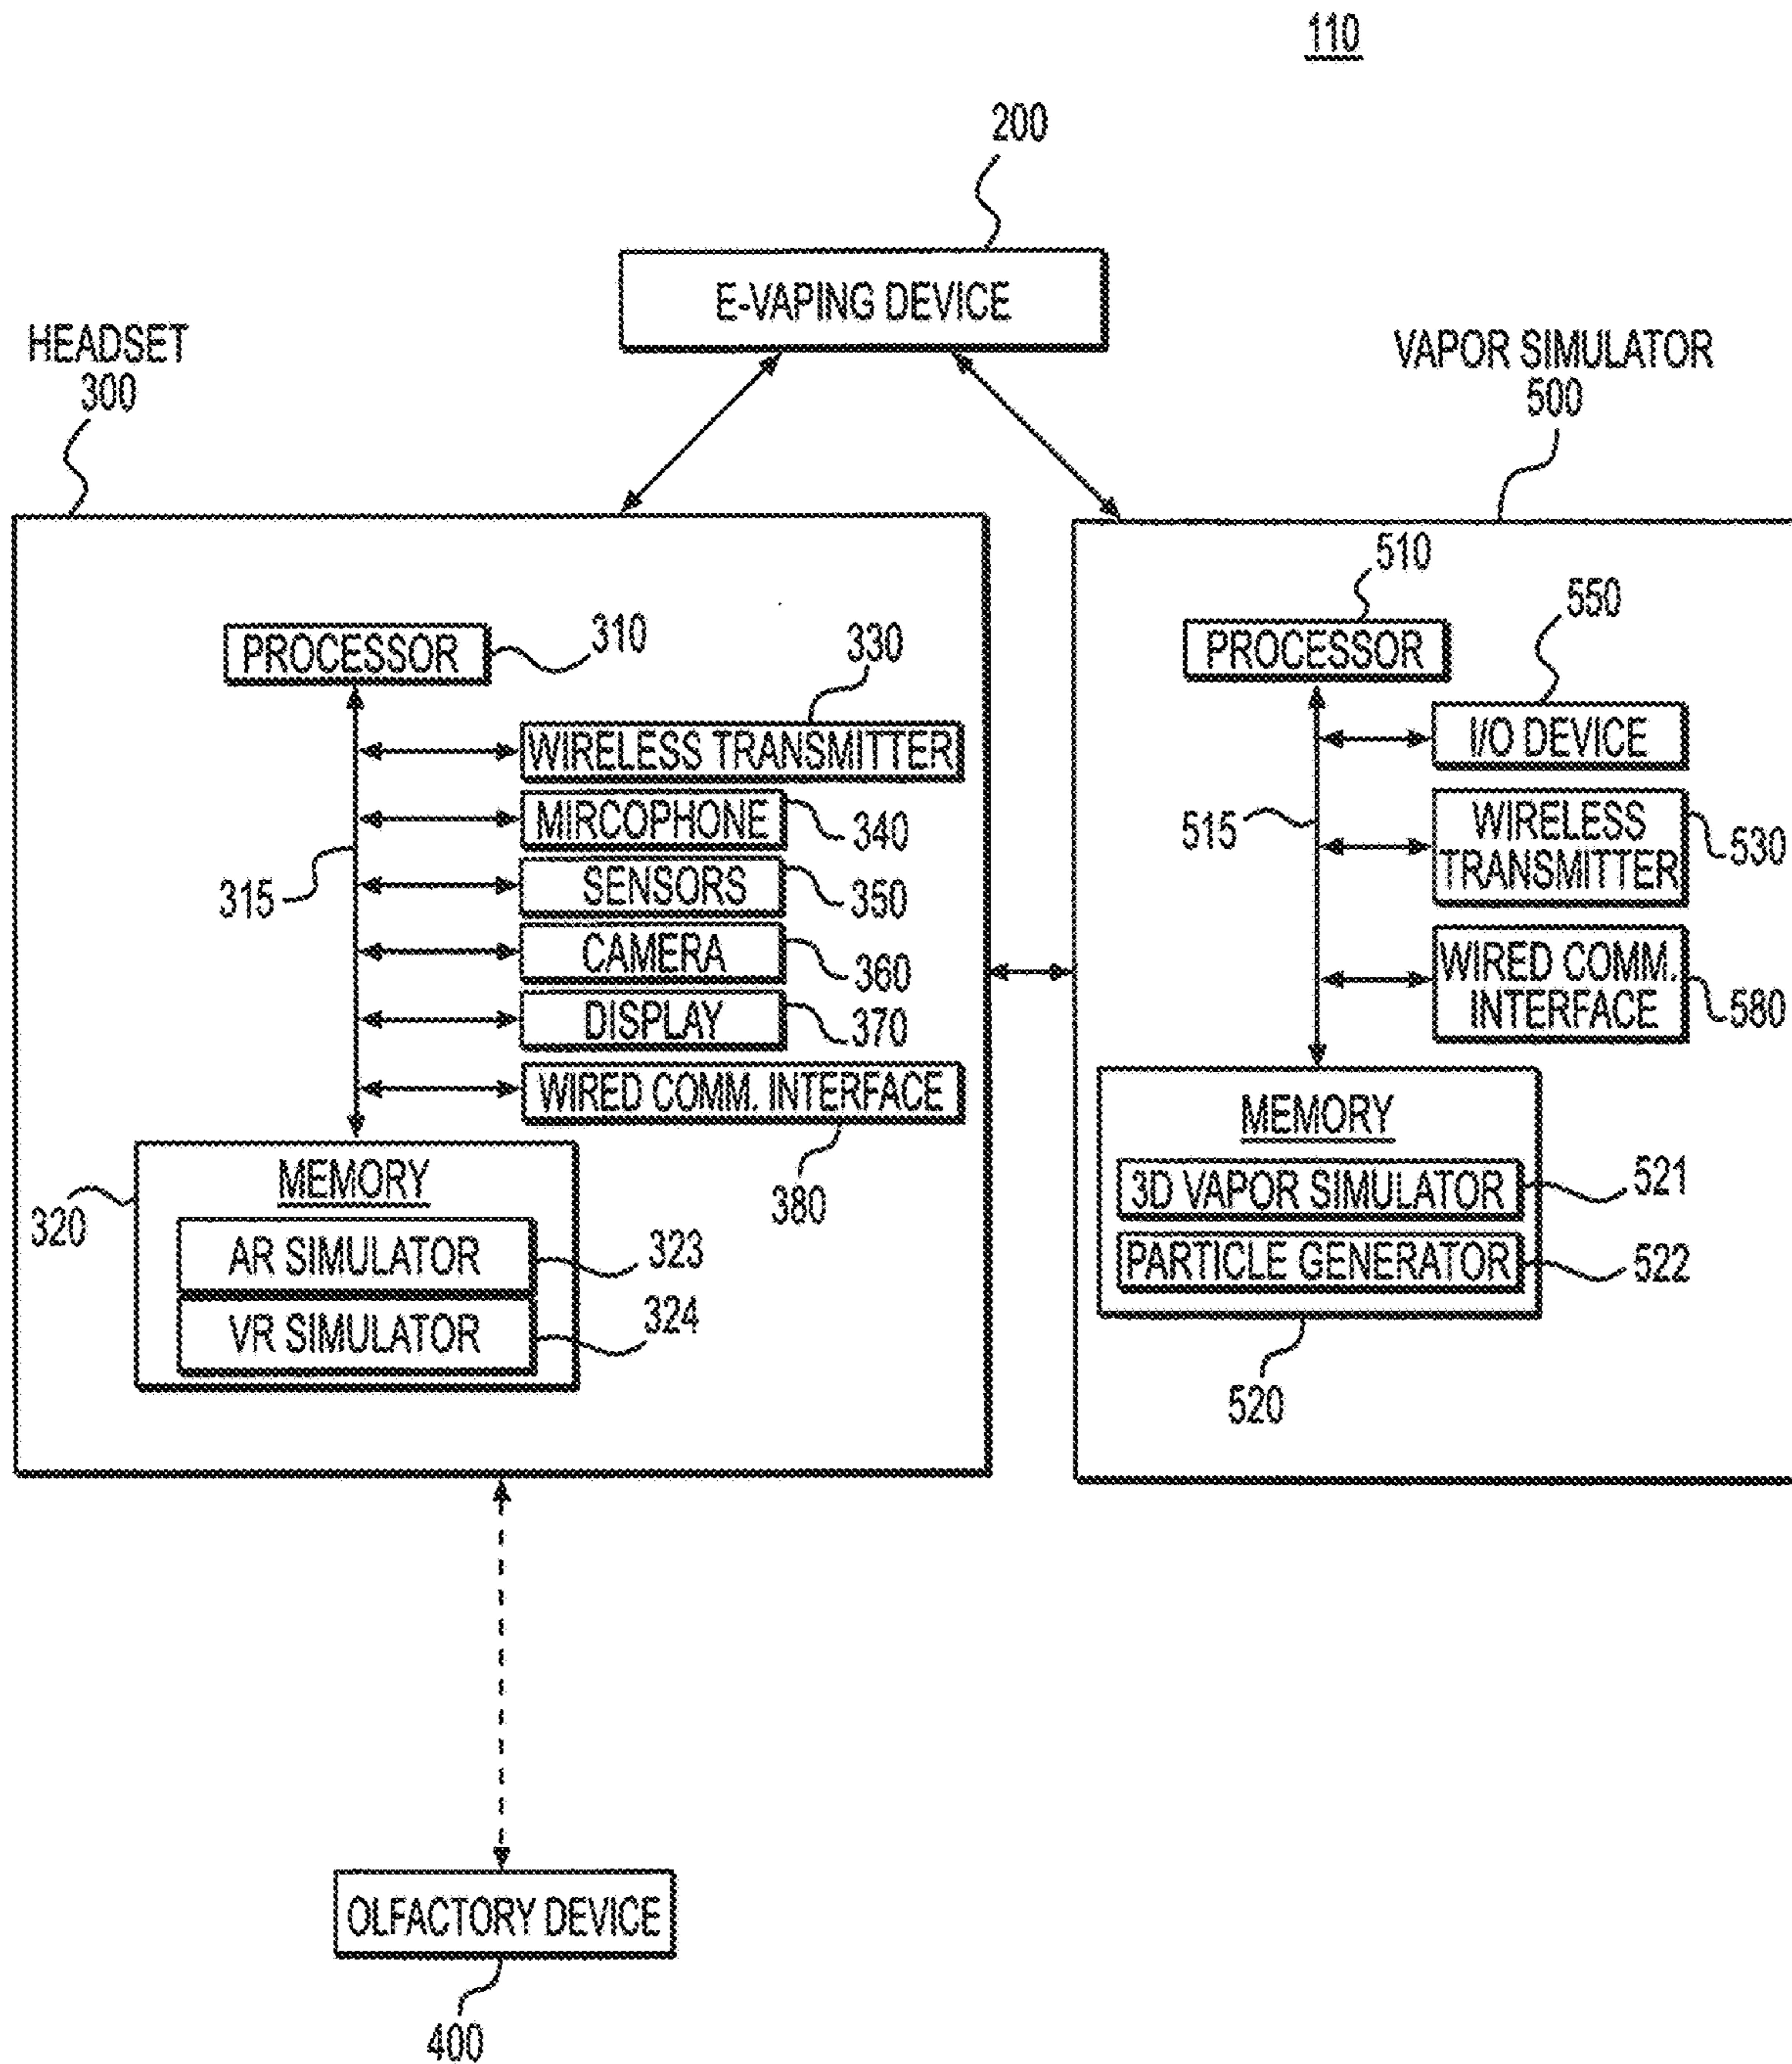 110
200
E-VAPING DEVICE
HEADSET
300
VAPOR SIMULATOR
500
PROCESSOR
310
330
WIRELESS TRANSMITTER
MIRCOPHONE
340
315
SENSORS
350
CAMERA
360
DISPLAY
370
WIRED COMM. INTERFACE
380
320
MEMORY
AR SIMULATOR
323
VR SIMULATOR
324
510
PROCESSOR
550
I/O DEVICE
515
WIRELESS
TRANSMITTER
530
WIRED COMM.
INTERFACE
580
MEMORY
3D VAPOR SIMULATOR
521
PARTICLE GENERATOR
522
520
OLFACTORY DEVICE
400